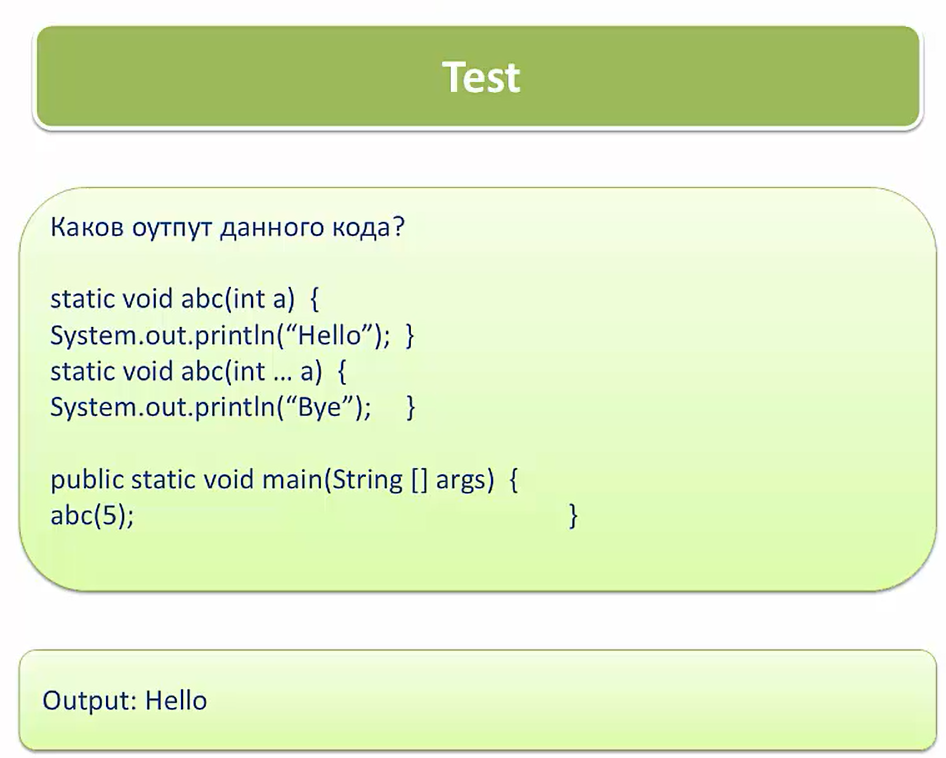 Test
Каков оутпут данного кода?
static void abc(int a)  {
System.out.println(“Hello”);  }
static void abc(int … a)  {
System.out.println(“Bye”);    }
public static void main(String [] args)  {
abc(5);                                                        }
Output: Hello